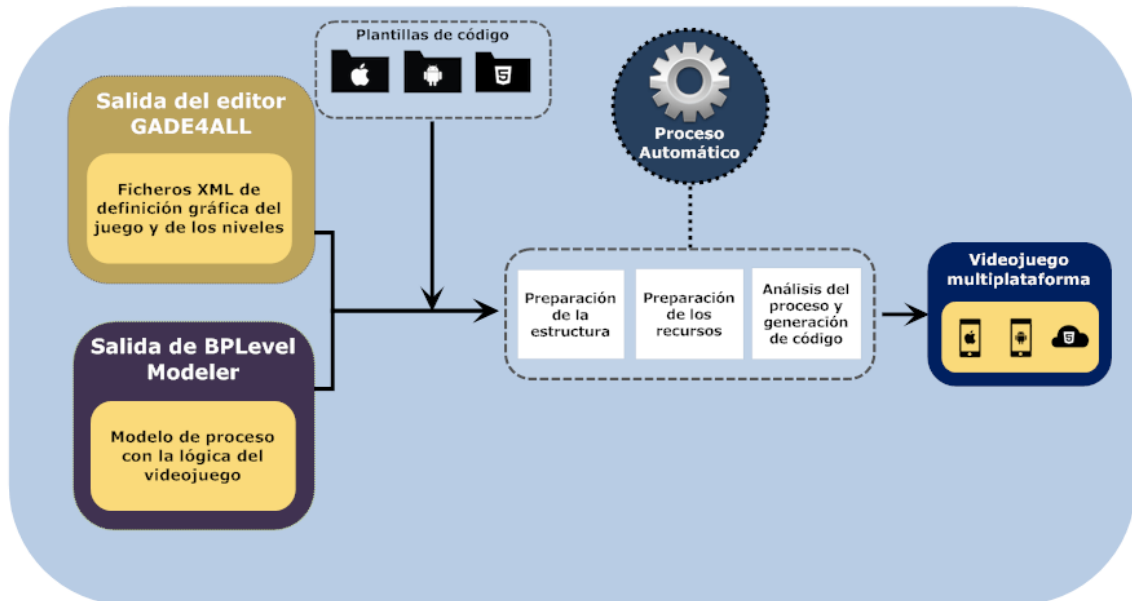 Plantillas de código
Salida del editor
GADE4ALL
Ficheros XML de
definición gráfica del
juego y de los niveles
Salida de BPLevel
Modeler
Modelo de proceso
con la lógica del
videojuego
Proceso
Automático
Preparación
de la
estructura
Preparación
de los
recursos
Análisis del
proceso y
generación
de código
Videojuego
multiplataforma